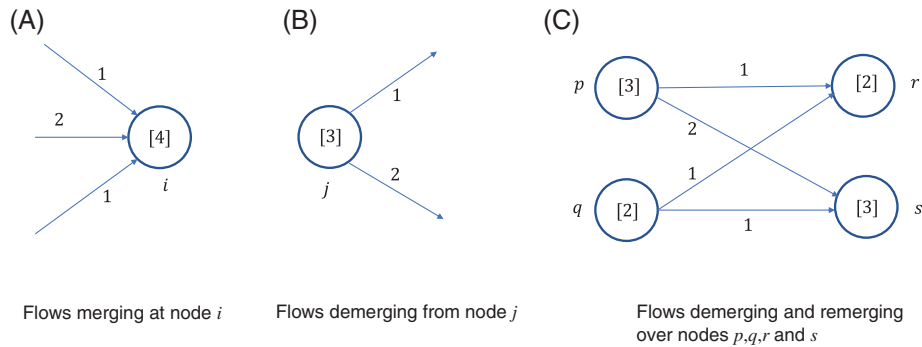 (A)
1
2
1
[4]
i
Flows merging at node i
(B)
[3]
j
1
2
Flows demerging from node j
(C)
p
[3]
1
[2]
r
2
1
q
[2]
1
[3]
s
Flows demerging and remerging
over nodes p,q,r and s